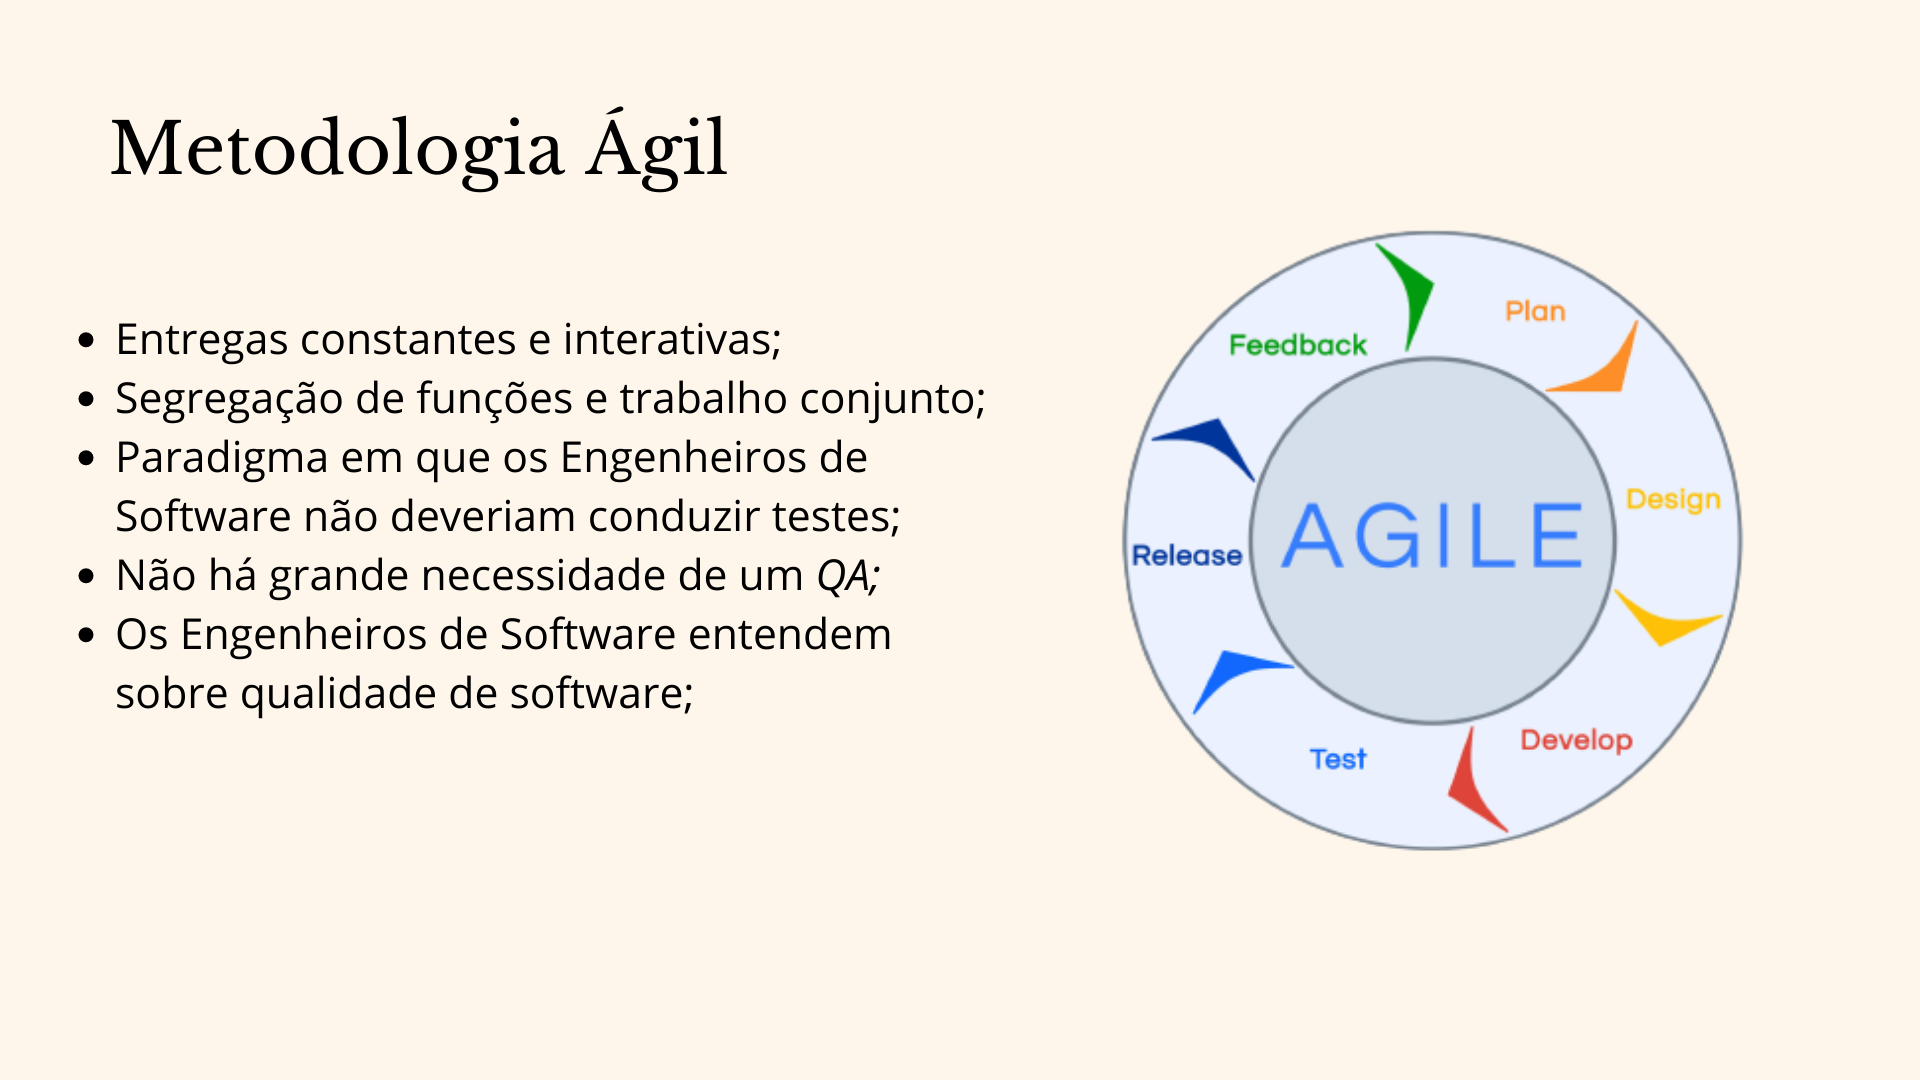 Metodologia Ágil
• Entregas constantes e interativas;
• Segregação de funções e trabalho conjunto;
• Paradigma em que os Engenheiros de
Software não deveriam conduzir testes;
• Não há grande necessidade de um QA;
• Os Engenheiros de Software entendem
sobre qualidade de software;
Plan
Feedback
Design
AGILE
Release
Develop
Test